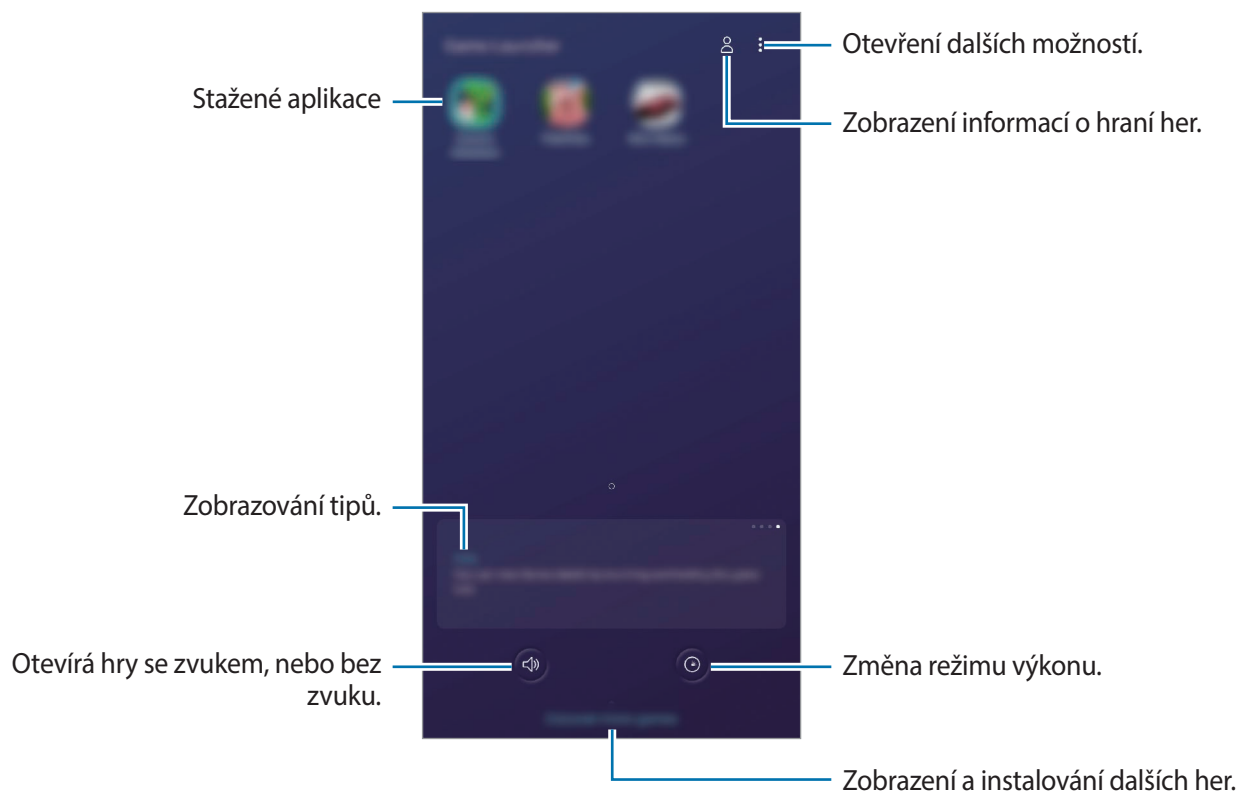 Otevření dalších možností.
Stažené aplikace
Zobrazení informací o hraní her.
Zobrazování tipů.
Otevírá hry se zvukem, nebo bez
zvuku.
Změna režimu výkonu.
Zobrazení a instalování dalších her.